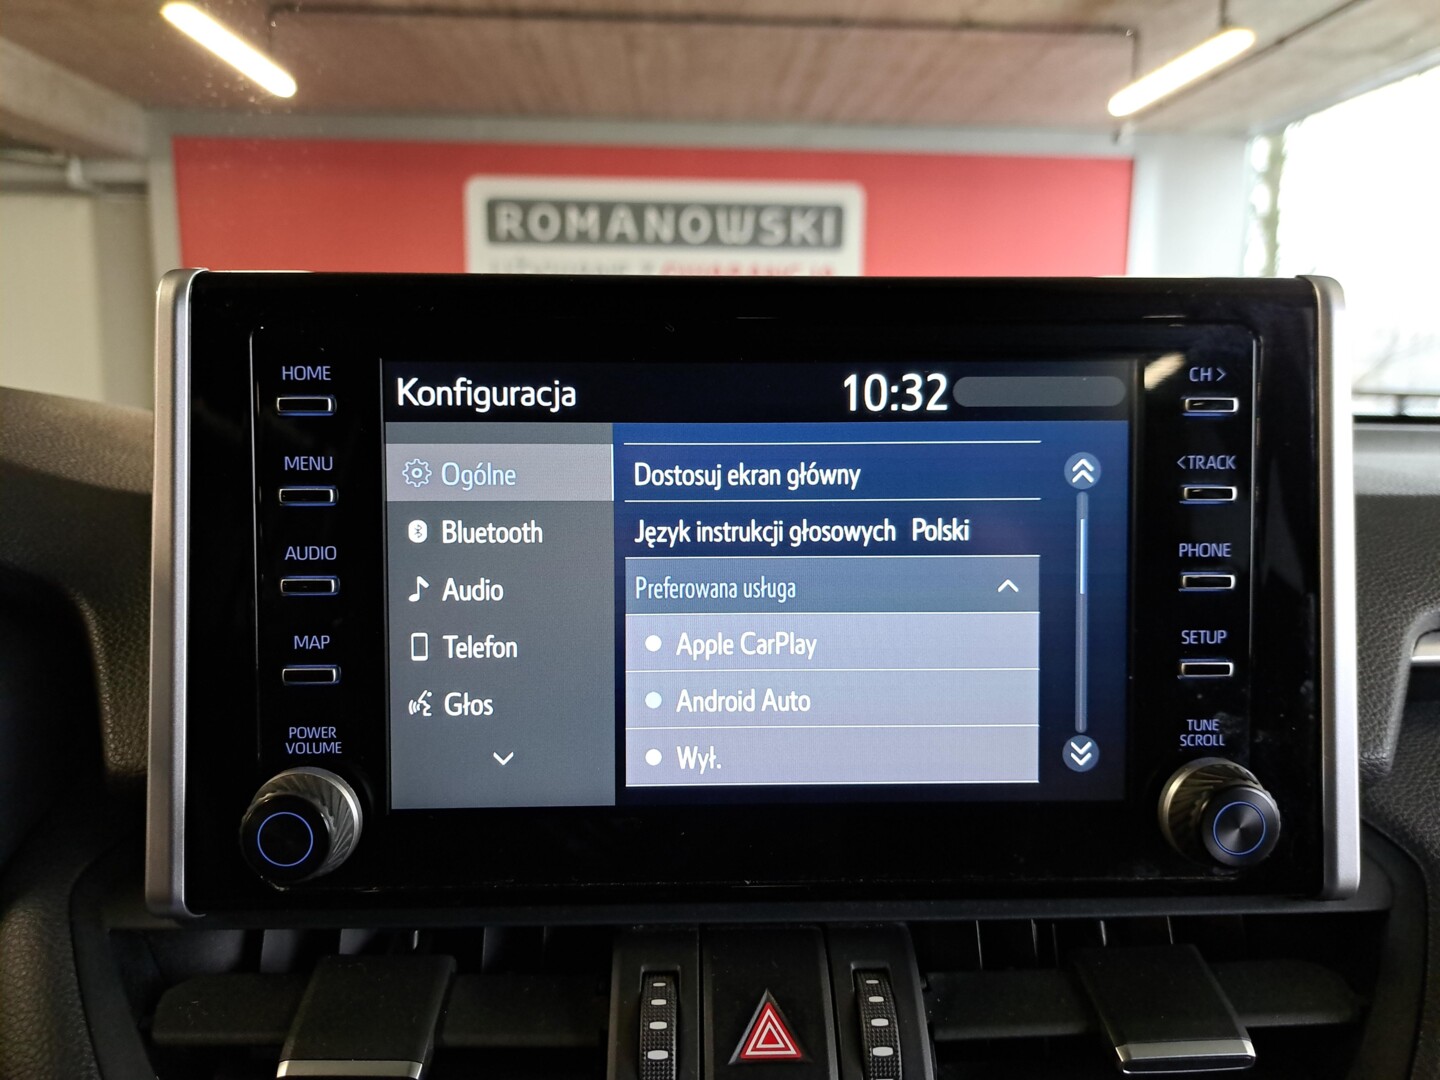 ROMANOWSKI
HOME
MENU
AUDIO
MAP
POWER
VOLUME
Konfiguracja
10:32
Ogólne
Bluetooth
Audio
Telefon
Głos
Dostosuj ekran główny
Język instrukcji głosowych Polski
Preferowana usługa
Apple CarPlay
Android Auto
Wył.
CH >
<TRACK
PHONE
SETUP
TUNE
SCROLL